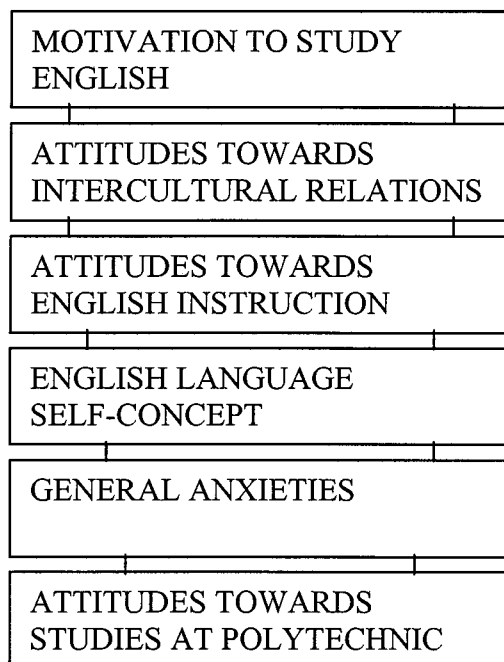 MOTIVATION TO STUDY
ENGLISH
ATTITUDES TOWARDS
INTERCULTURAL RELATIONS
ATTITUDES TOWARDS
ENGLISH INSTRUCTION
ENGLISH LANGUAGE
SELF-CONCEPT
GENERAL ANXIETIES
ATTITUDES TOWARDS
STUDIES AT POLYTECHNIC